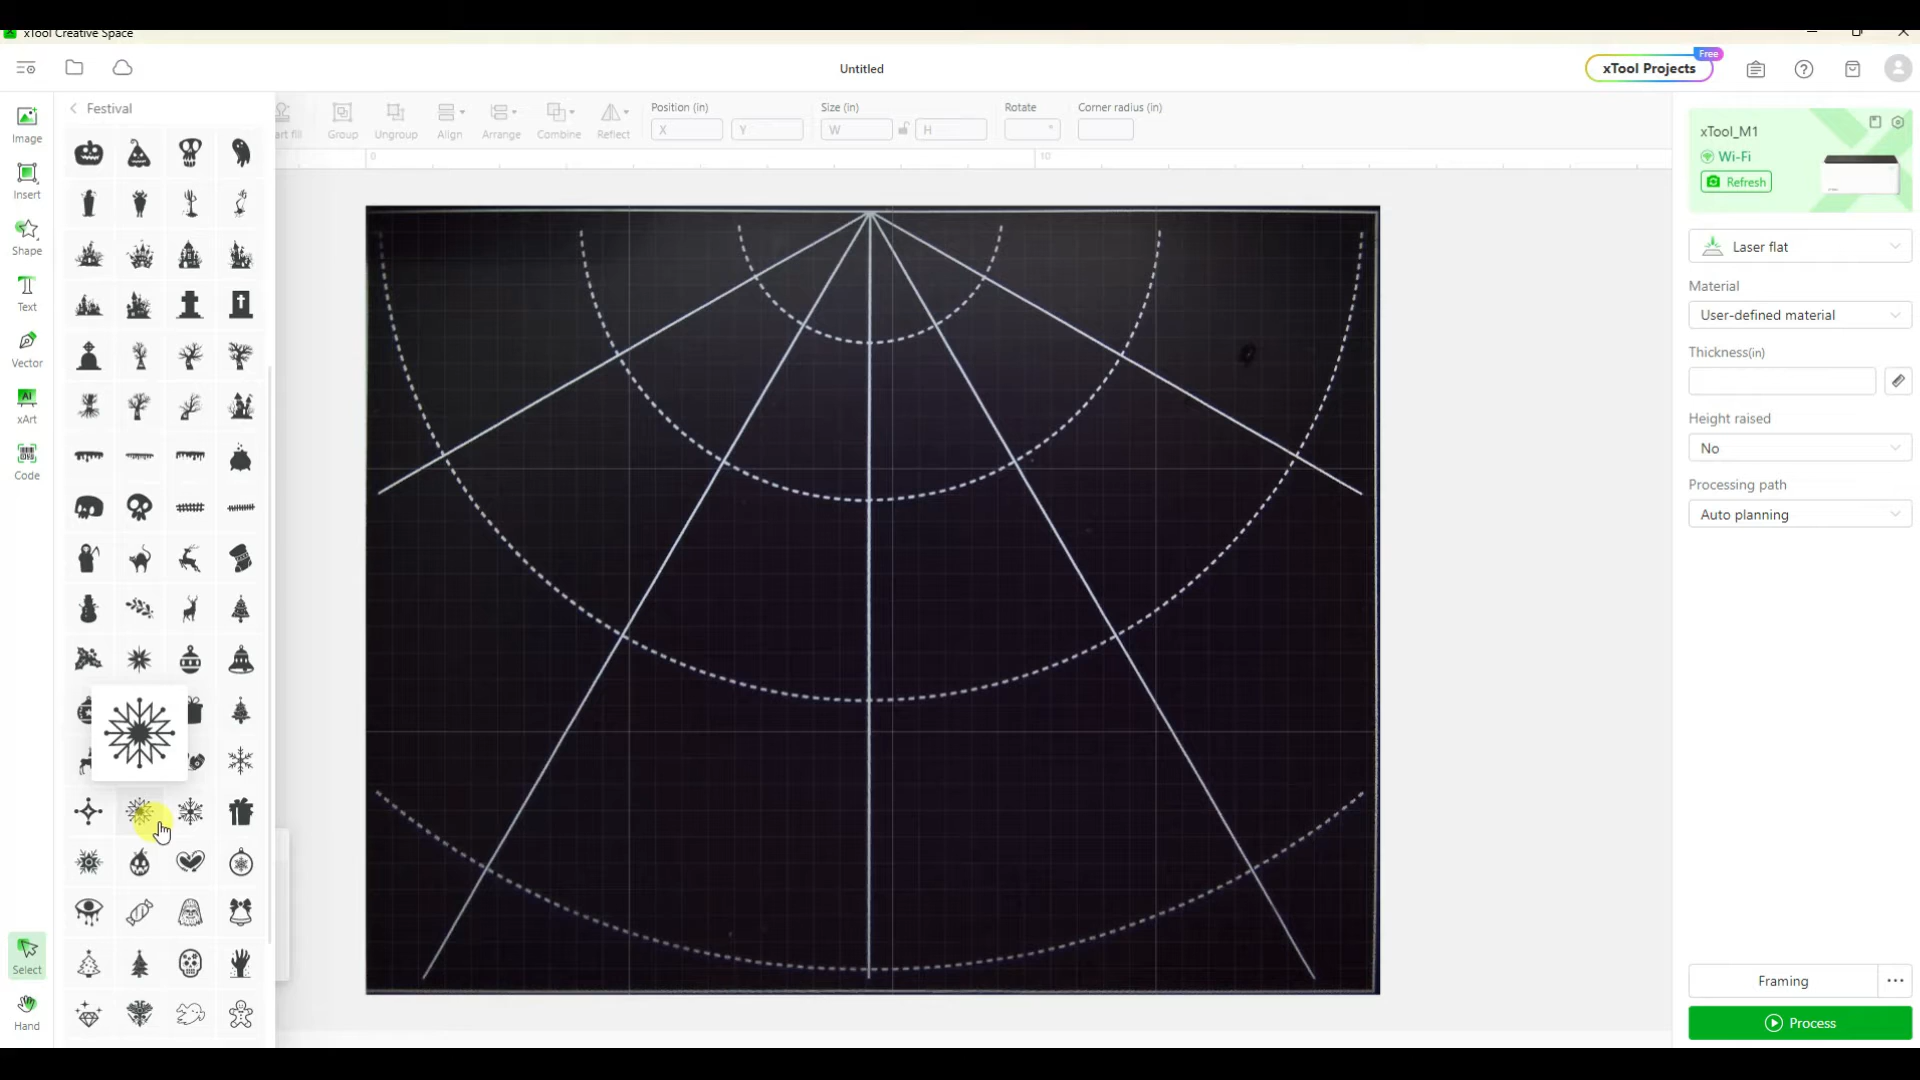 xTool Creative Space
Untitled
Free
xTool Projects
Image
Insert
Shape
Text
Vector
AI
xArt
Code
Select
Hand
Festival
Group
Ungroup
Align
Arrange
Combine
Reflect
Position (in)
X
Y
Size (in)
W
H
Rotate
°
Corner radius (in)
0
10
xTool_M1
Wi-Fi
Refresh
Laser flat
Material
User-defined material
Thickness(in)
Height raised
No
Processing path
Auto planning
Framing
Process